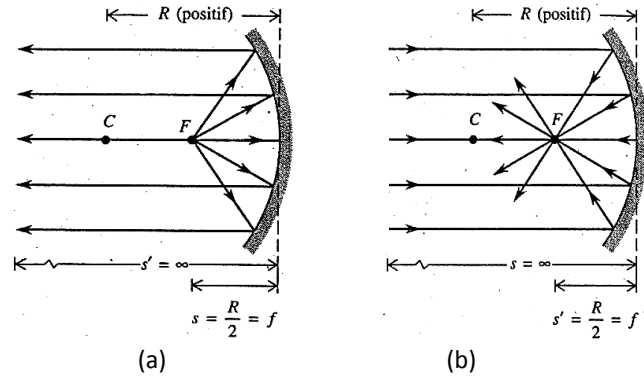 R (positif)
C
F
s' = ∞
s = R/2 = f
(a)
R (positif)
C
F
s = ∞
s' = R/2 = f
(b)